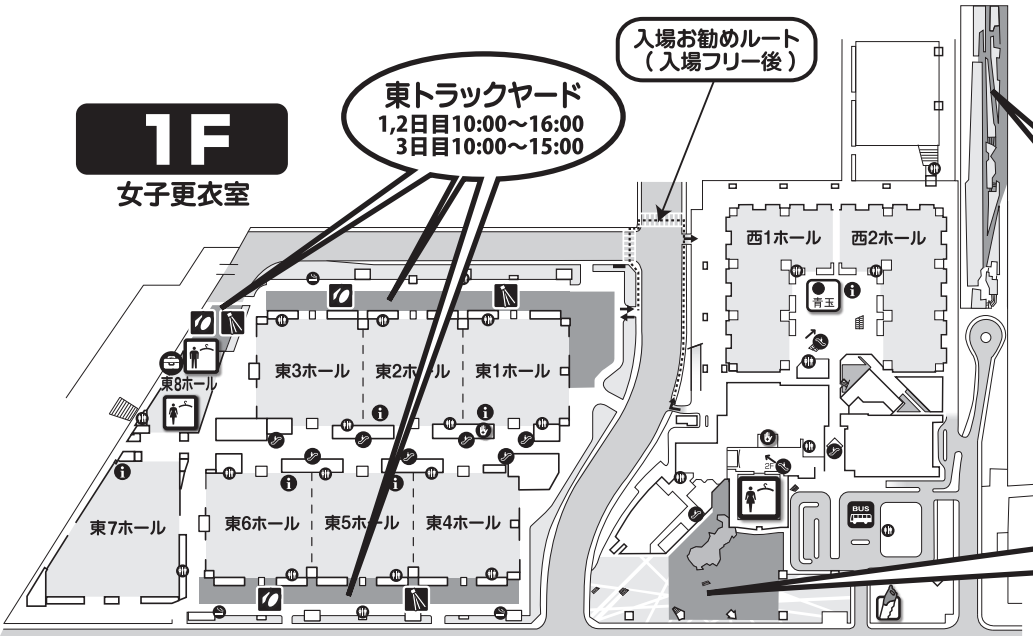 入場お勧めルート
（入場フリー後）
東トラックヤード
1,2日目10:00～16:00
3日目10:00～15:00
1F
女子更衣室
西1ホール
西2ホール
青玉
東3ホール
東2ホール
東1ホール
東8ホール
2F
BUS
東7ホール
東6ホール
東5ホール
東4ホール